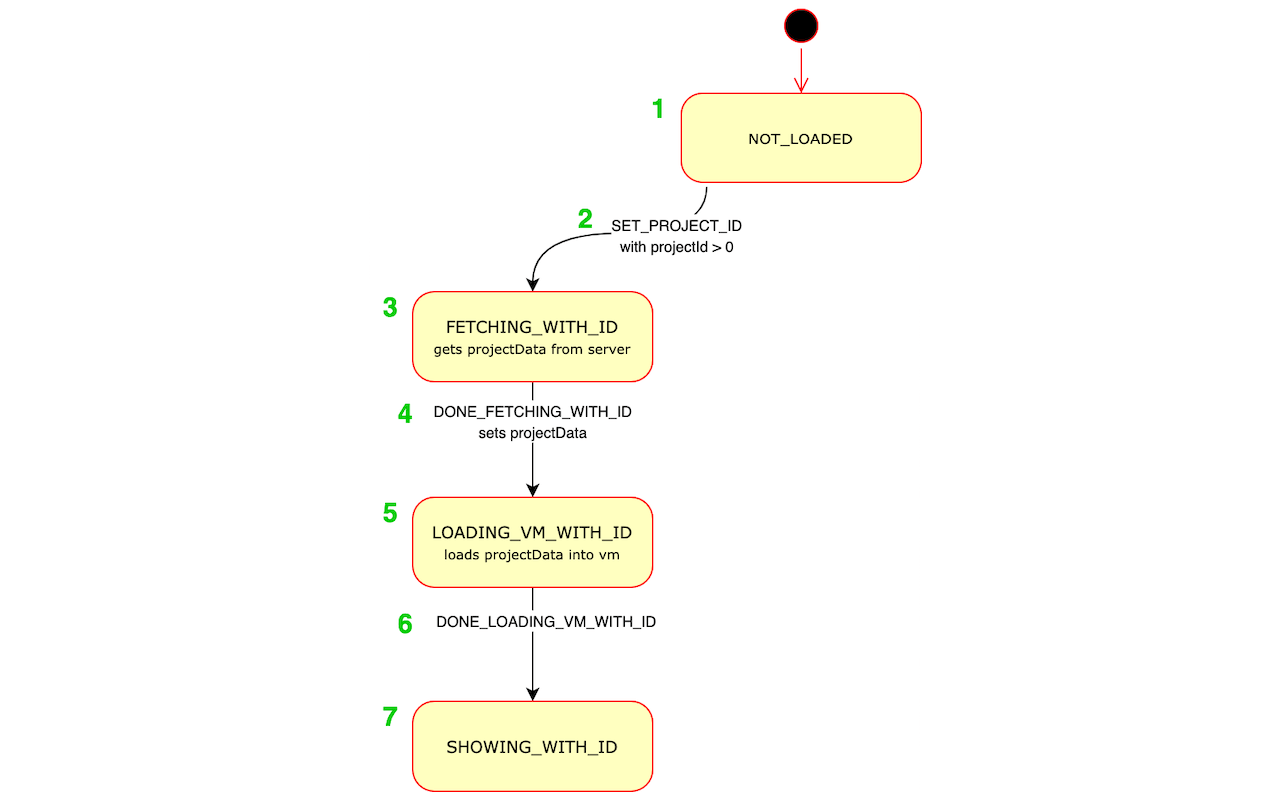 1
NOT_LOADED
2
SET_PROJECT_ID
with projectId > 0
3
FETCHING_WITH_ID
gets projectData from server
4
DONE_FETCHING_WITH_ID
sets projectData
5
LOADING_VM_WITH_ID
loads projectData into vm
6
DONE_LOADING_VM_WITH_ID
7
SHOWING_WITH_ID